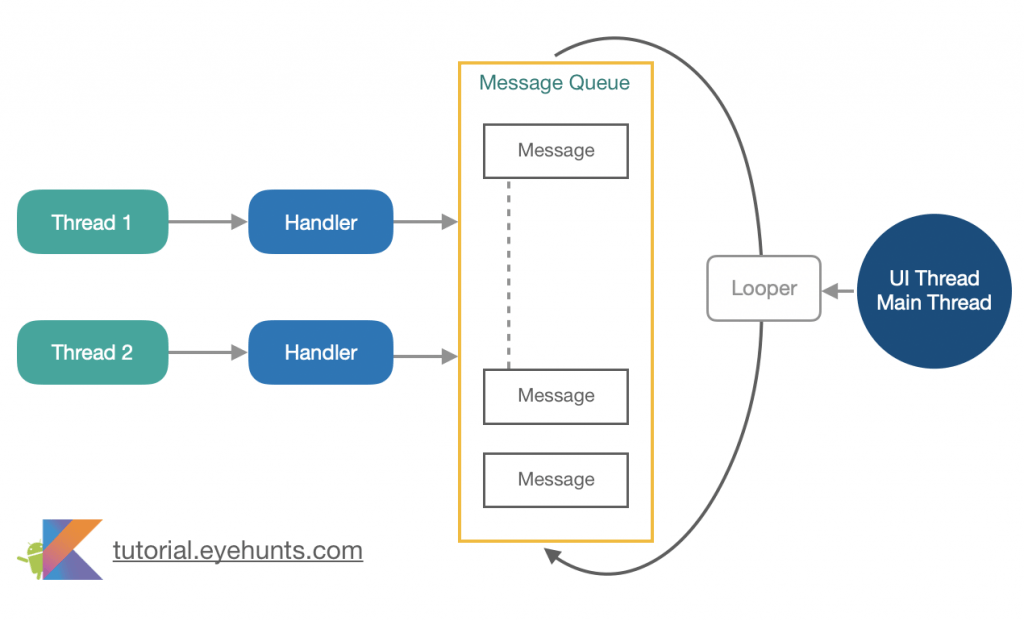 Message Queue
Message
Thread 1
Handler
Looper
UI Thread
Main Thread
Thread 2
Handler
Message
Message
tutorial.eyehunts.com